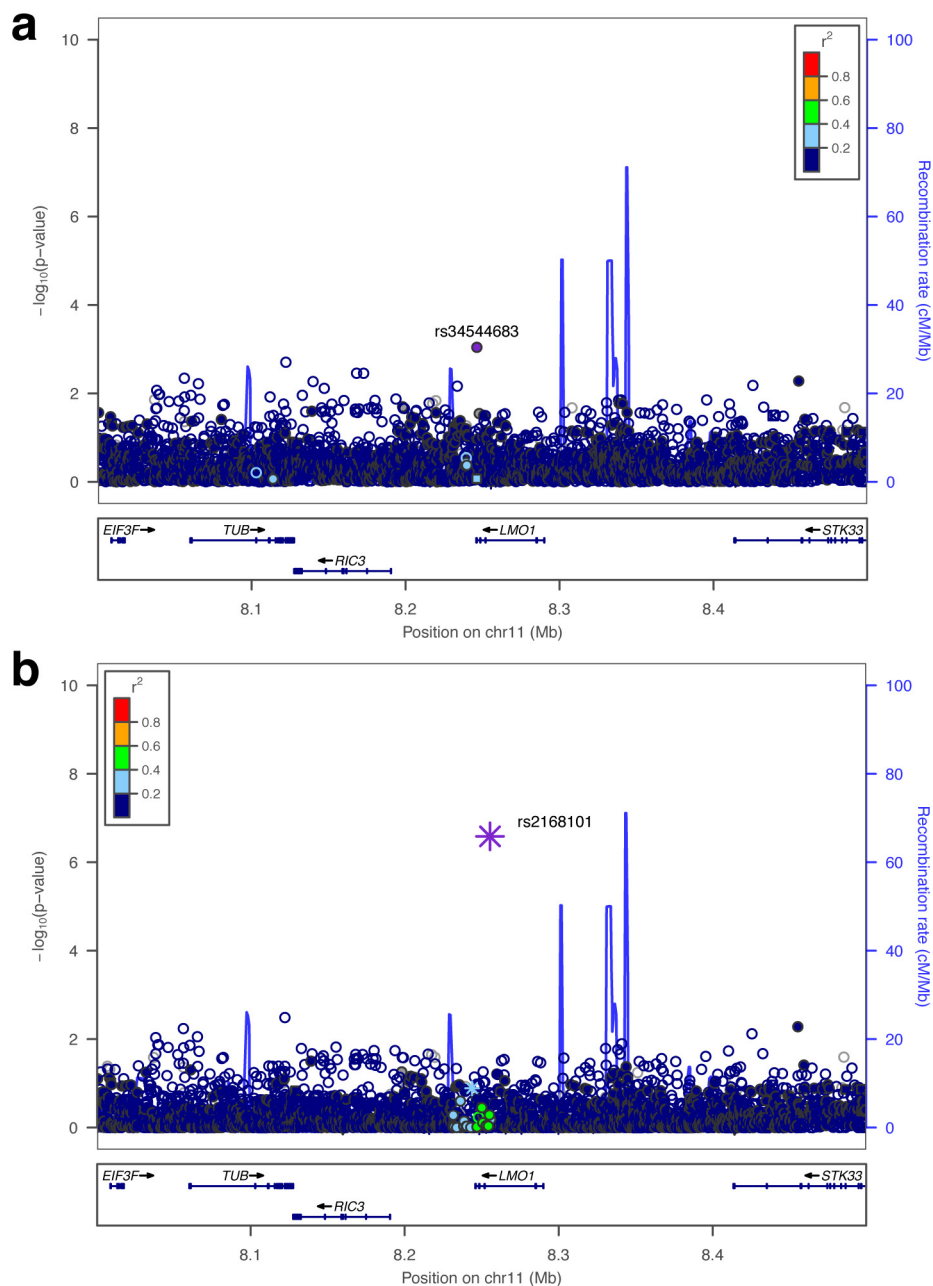 a
10
8
6
4
2
0
−log10(p−value)
100
80
60
40
20
0
Recombination rate (cM/Mb)
r2
0.8
0.6
0.4
0.2
rs34544683
EIF3F
TUB
LMO1
STK33
RIC3
8.1
8.2
8.3
8.4
Position on chr11 (Mb)
b
10
8
6
4
2
0
−log10(p−value)
100
80
60
40
20
0
Recombination rate (cM/Mb)
r2
0.8
0.6
0.4
0.2
rs2168101
EIF3F
TUB
LMO1
STK33
RIC3
8.1
8.2
8.3
8.4
Position on chr11 (Mb)